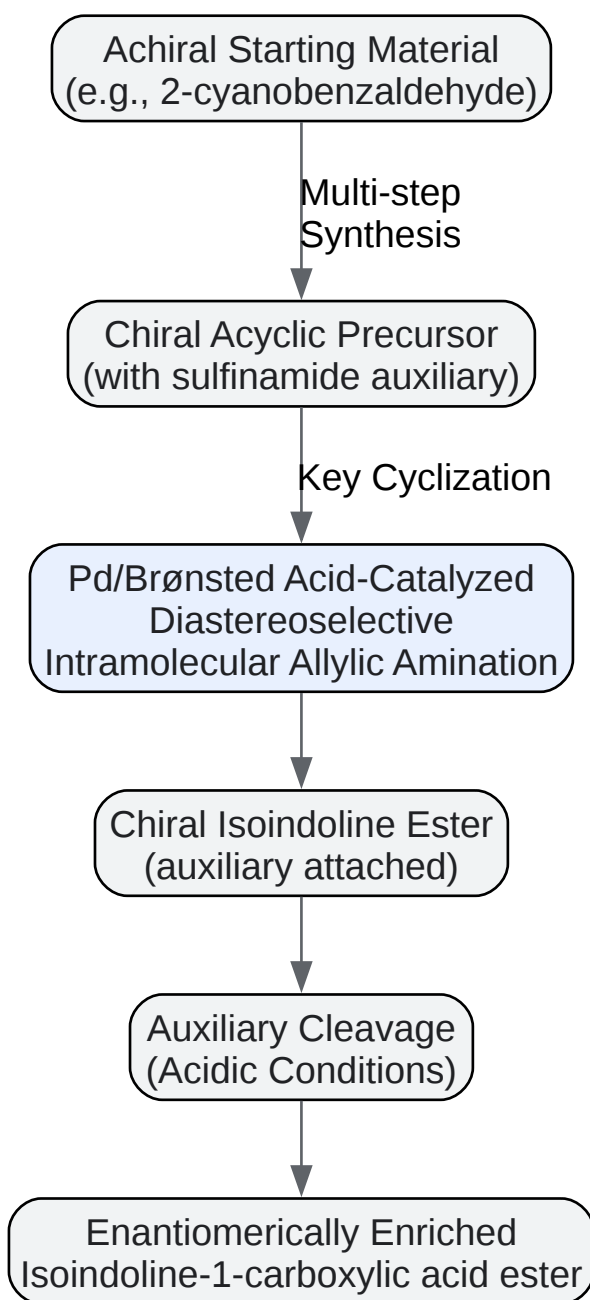 Achiral Starting Material
(e.g., 2-cyanobenzaldehyde)
Multi-step
Synthesis
Chiral Acyclic Precursor
(with sulfinamide auxiliary)
Key Cyclization
Pd/Brønsted Acid-Catalyzed
Diastereoselective
Intramolecular Allylic Amination
Chiral Isoindoline Ester
(auxiliary attached)
Auxiliary Cleavage
(Acidic Conditions)
Enantiomerically Enriched
Isoindoline-1-carboxylic acid ester